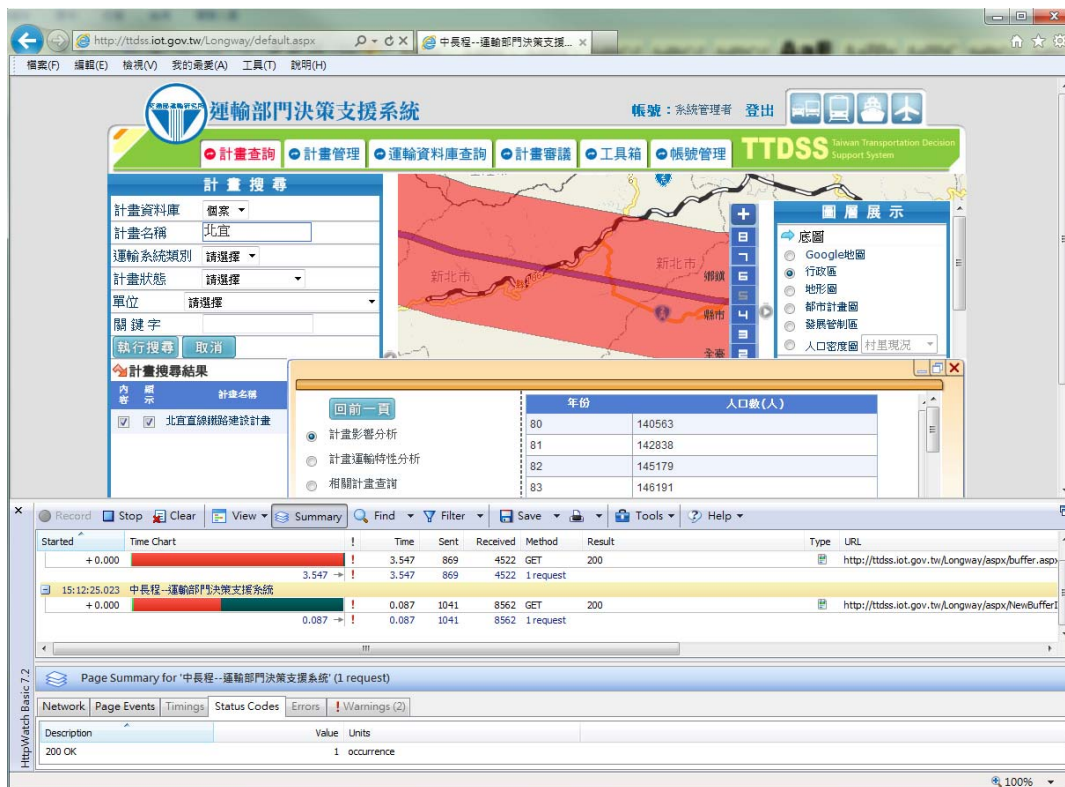 http://ttdss.iot.gov.tw/Longway/default.aspx
中長程--運輸部門決策支援...
檔案(F) 編輯(E) 檢視(V) 我的最愛(A) 工具(T) 說明(H)
運輸部門決策支援系統
帳號：系統管理者 登出
計畫查詢 計畫管理 運輸資料庫查詢 計畫審議 工具箱 帳號管理
TTDSS Taiwan Transportation Decision Support System
計畫搜尋
計畫資料庫 個案
計畫名稱 北宜
運輸系統類別 請選擇
計畫狀態 請選擇
單位 請選擇
關鍵字
執行搜尋 取消
計畫搜尋結果
內容 顯示 計畫名稱
北宜直線鐵路建設計畫
新北市
新北市
8
7
6 鄉鎮
5
4 縣市
3
2 全臺
圖層展示
底圖
Google地圖
行政區
地形圖
都市計畫圖
發展管制區
人口密度圖 村里現況
回前一頁
計畫影響分析
計畫運輸特性分析
相關計畫查詢
年份 人口數(人)
80 140563
81 142838
82 145179
83 146191
Record Stop Clear View Summary Find Filter Save Tools Help
Started Time Chart ! Time Sent Received Method Result Type URL
+ 0.000 ! 3.547 869 4522 GET 200 http://ttdss.iot.gov.tw/Longway/aspx/buffer.aspx
3.547 ! 3.547 869 4522 1 request
15:12:25.023 中長程--運輸部門決策支援系統
+ 0.000 ! 0.087 1041 8562 GET 200 http://ttdss.iot.gov.tw/Longway/aspx/NewBufferI
0.087 ! 0.087 1041 8562 1 request
HttpWatch Basic 7.2
Page Summary for '中長程--運輸部門決策支援系統' (1 request)
Network Page Events Timings Status Codes Errors ! Warnings (2)
Description Value Units
200 OK 1 occurrence
100%